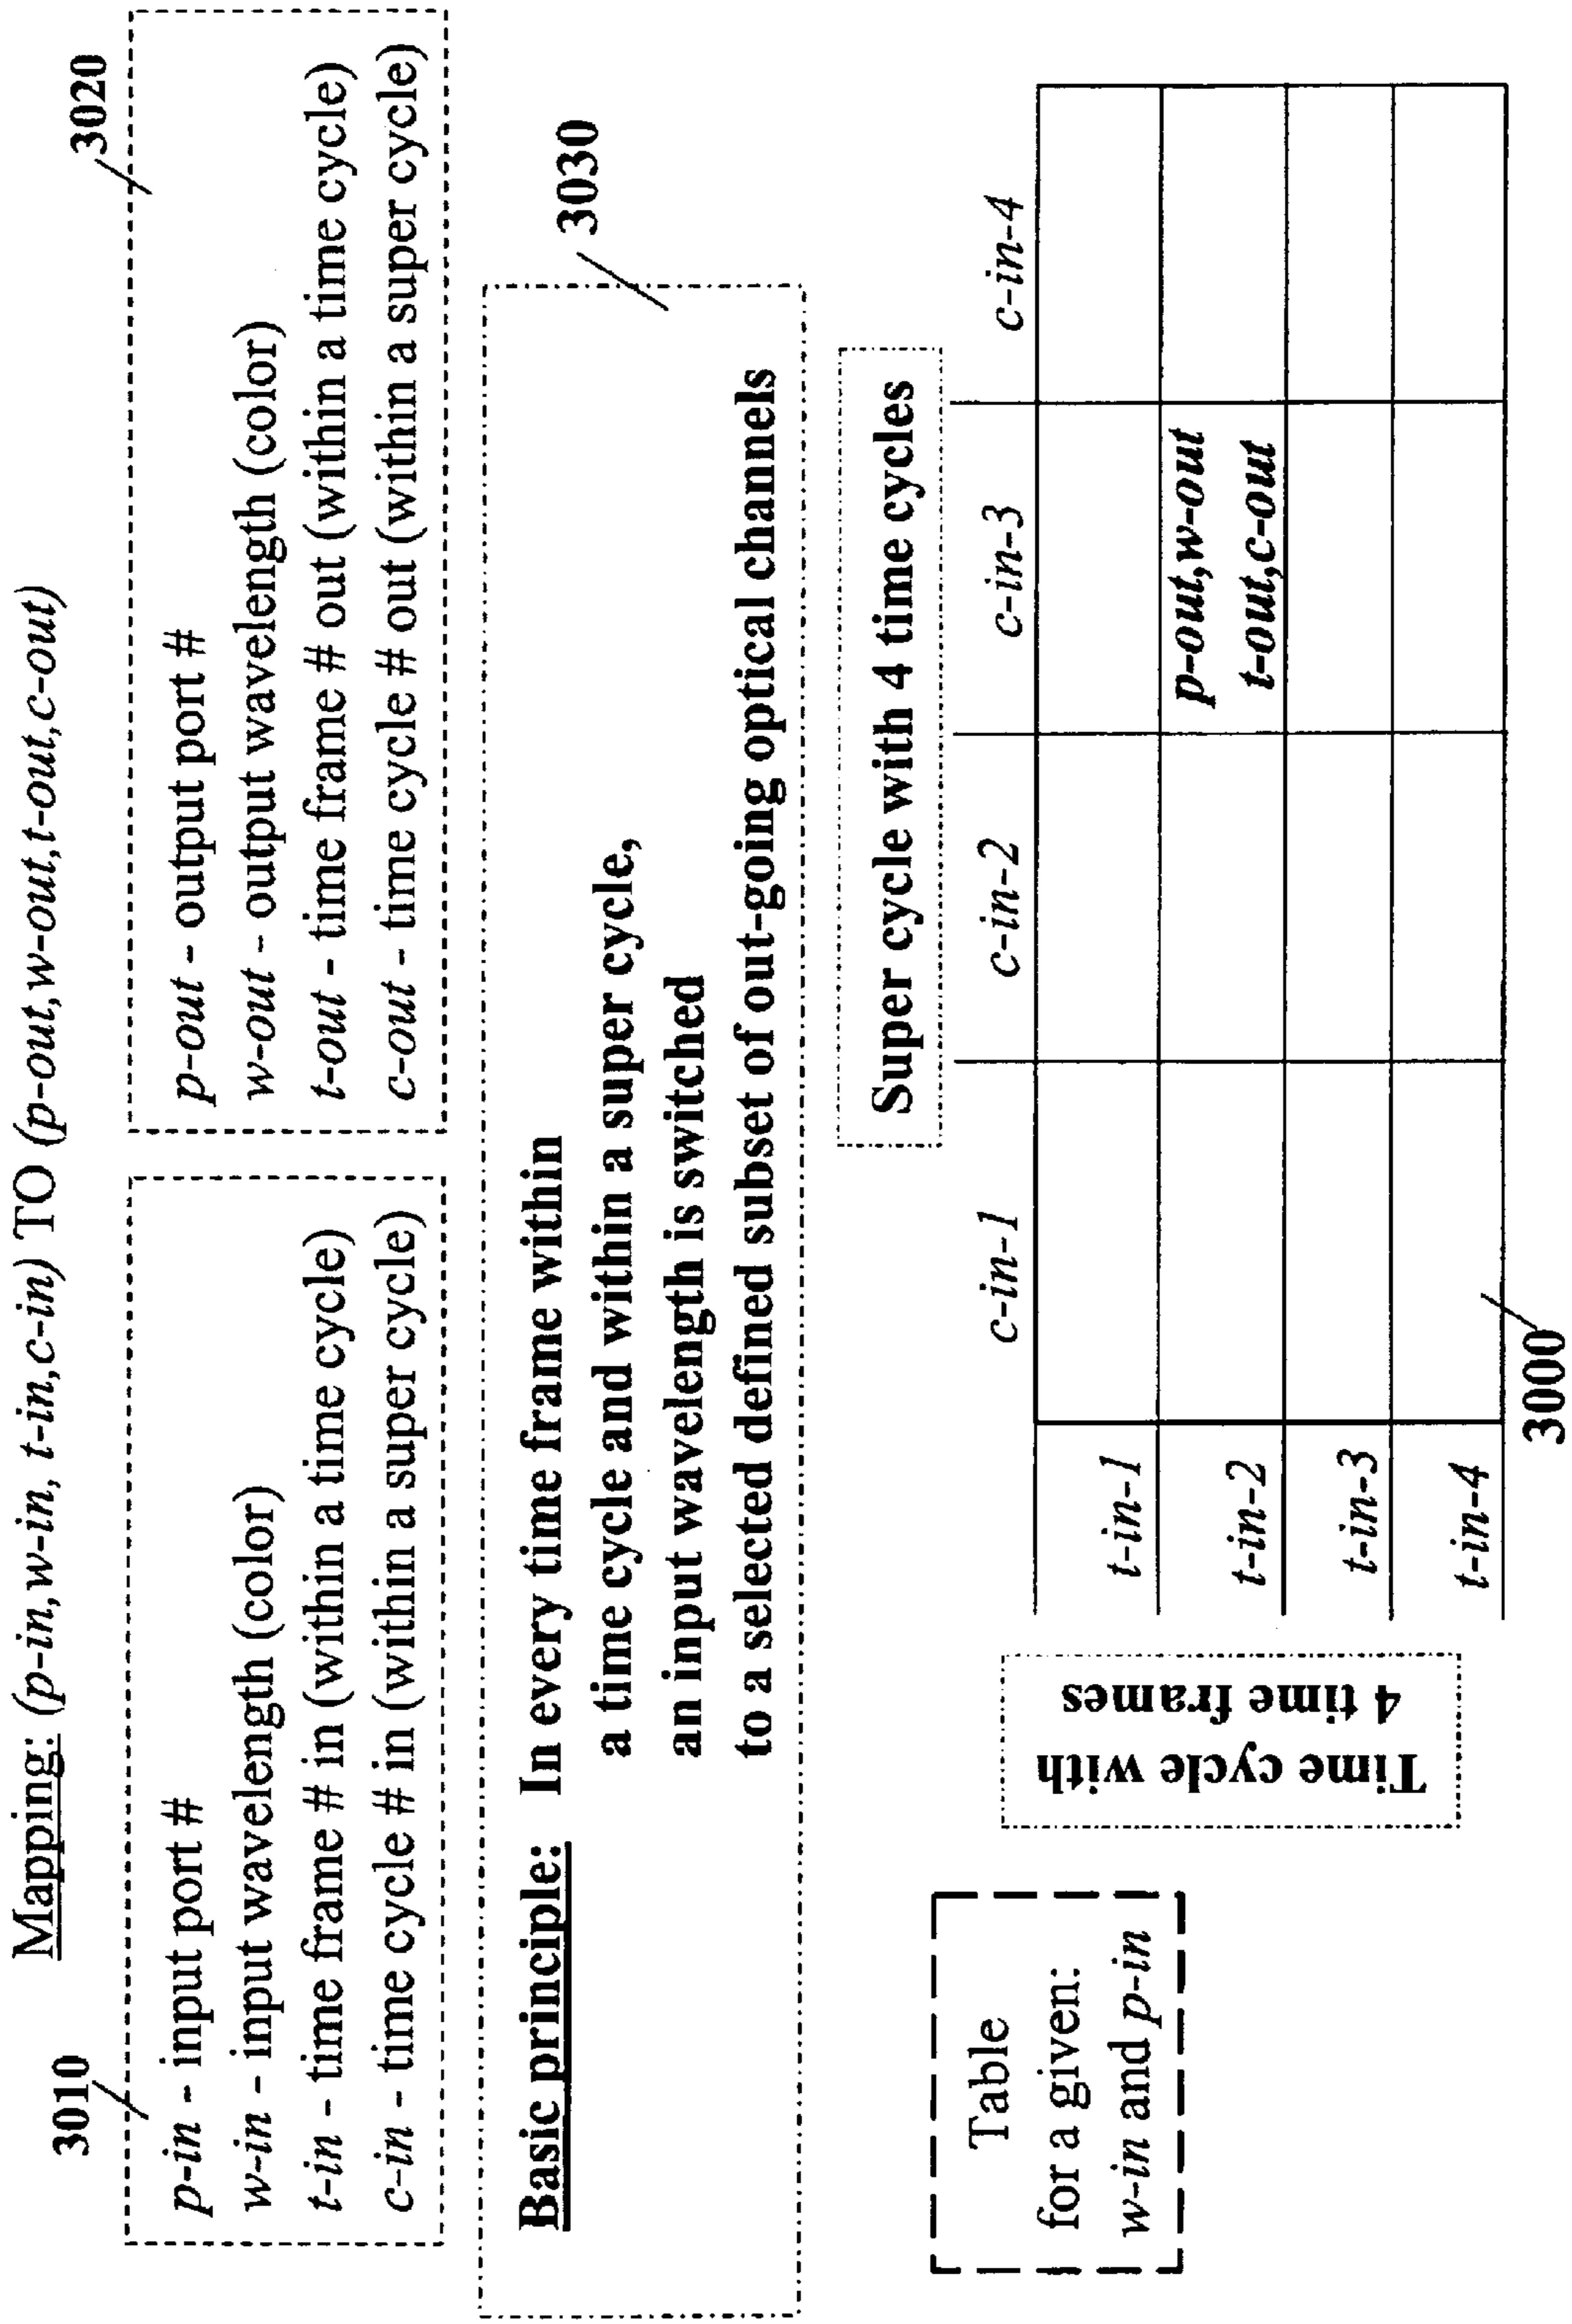 Mapping: (p-in,w-in, t-in,c-in) TO (p-out,w-out,t-out,c-out)
3010
p-in - input port #
w-in - input wavelength (color)
t-in - time frame # in (within a time cycle)
c-in - time cycle # in (within a super cycle)
3020
p-out - output port #
w-out - output wavelength (color)
t-out - time frame # out (within a time cycle)
c-out - time cycle # out (within a super cycle)
3030
Basic principle: In every time frame within
a time cycle and within a super cycle,
an input wavelength is switched
to a selected defined subset of out-going optical channels
Super cycle with 4 time cycles
Table
for a given:
w-in and p-in
Time cycle with
4 time frames
c-in-1 c-in-2 c-in-3 c-in-4
t-in-1
t-in-2
p-out,w-out
t-out,c-out
t-in-3
t-in-4
3000